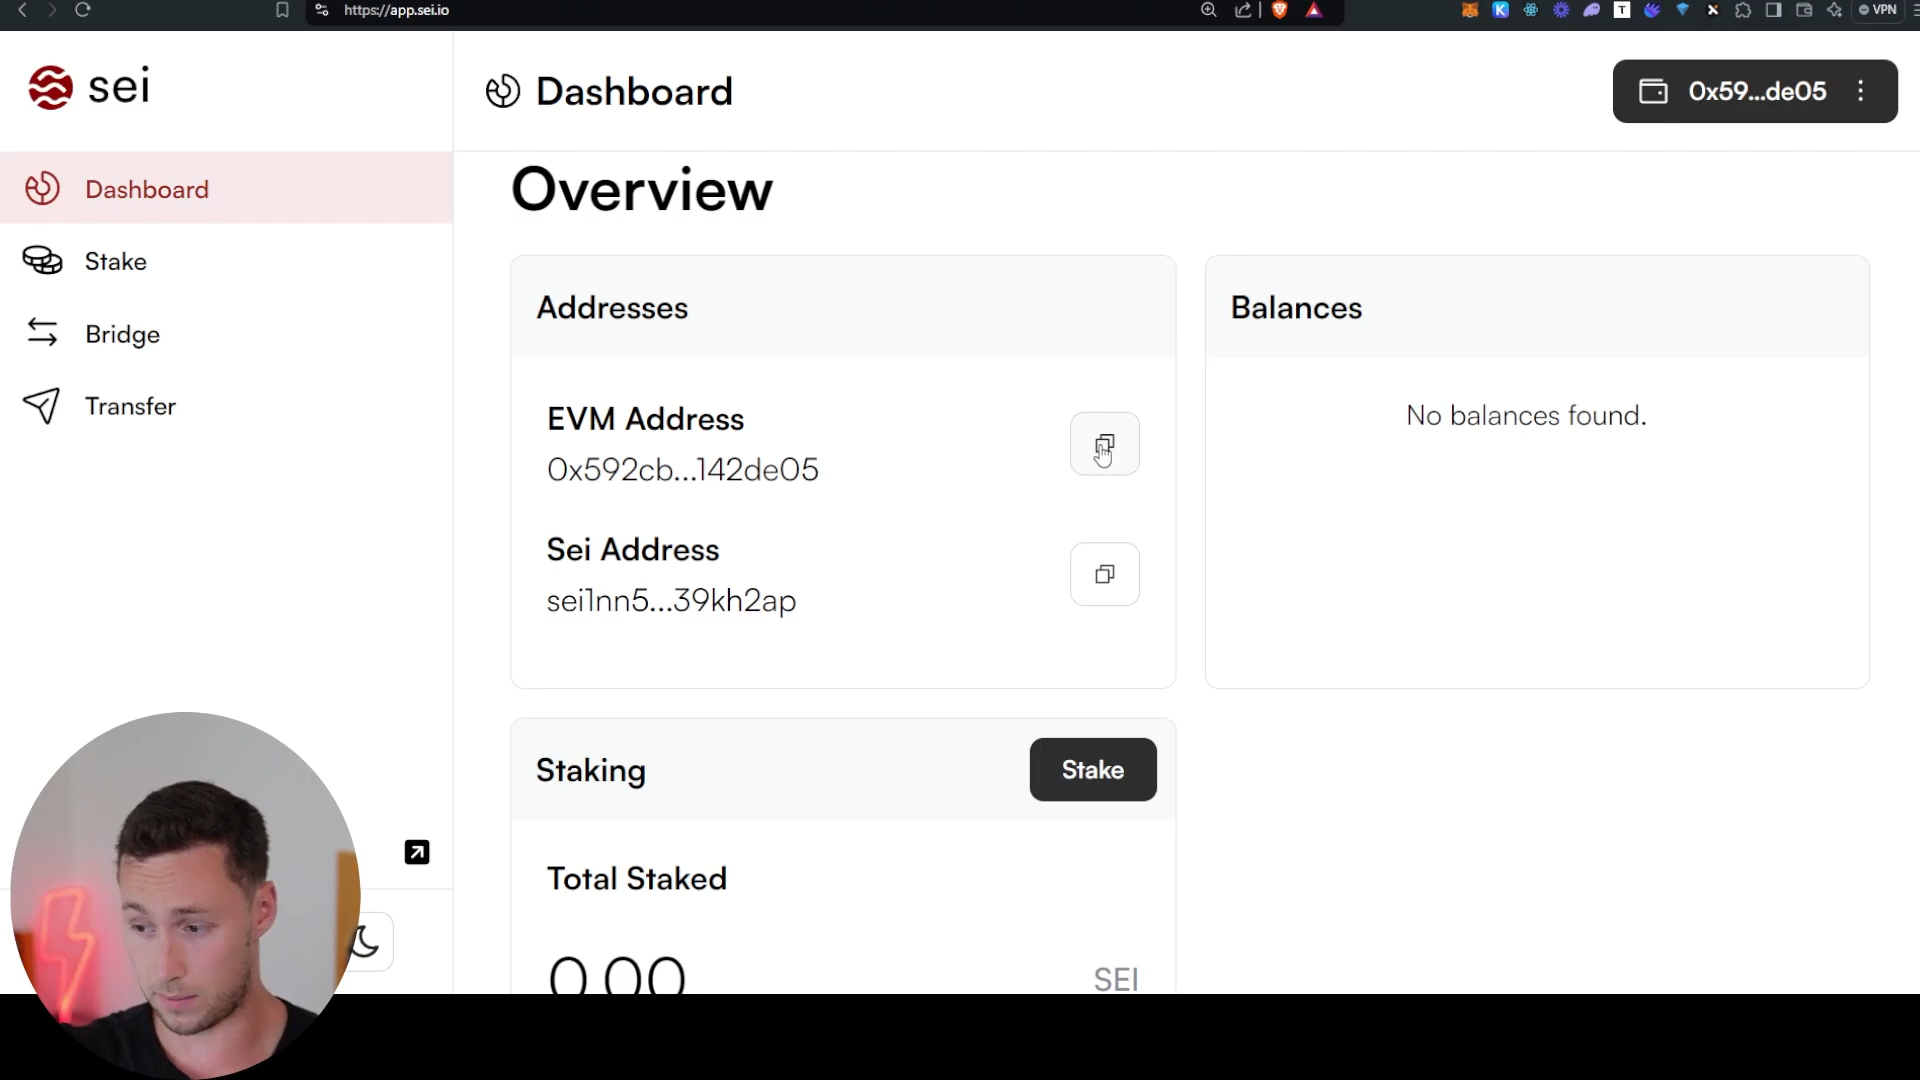 https://app.sei.io
VPN
sei
Dashboard
0x59...de05
Dashboard
Stake
Bridge
Transfer
Overview
Addresses
EVM Address
0x592cb...142de05
Sei Address
sei1nn5...39kh2ap
Balances
No balances found.
Staking
Stake
Total Staked
0.00
SEI